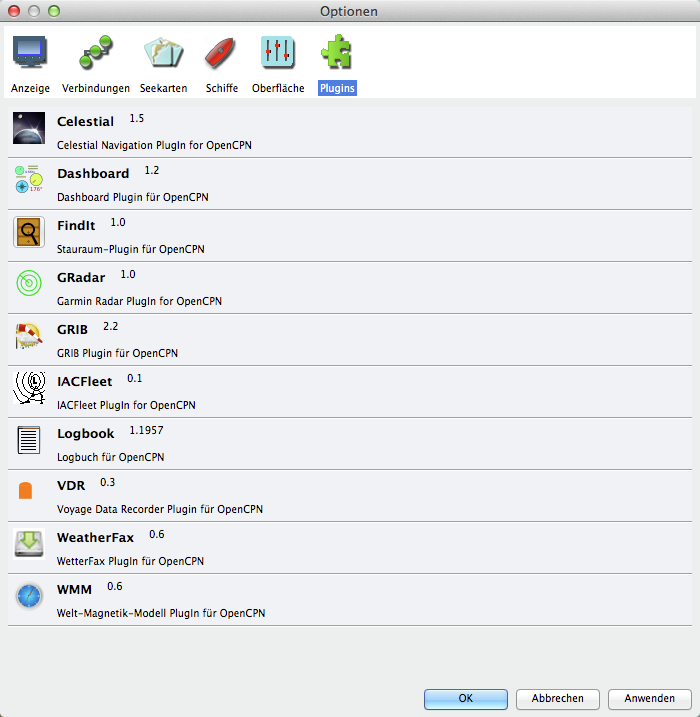 Optionen
Anzeige Verbindungen Seekarten Schiffe Oberfläche Plugins
Celestial 1.5
Celestial Navigation PlugIn for OpenCPN
Dashboard 1.2
176°
Dashboard Plugin für OpenCPN
FindIt 1.0
Stauraum-Plugin für OpenCPN
GRadar 1.0
Garmin Radar PlugIn for OpenCPN
GRIB 2.2
GRIB Plugin für OpenCPN
IACFleet 0.1
IACFleet PlugIn for OpenCPN
Logbook 1.1957
Logbuch für OpenCPN
VDR 0.3
Voyage Data Recorder Plugin für OpenCPN
WeatherFax 0.6
WetterFax PlugIn für OpenCPN
WMM 0.6
Welt-Magnetik-Modell PlugIn für OpenCPN
OK Abbrechen Anwenden